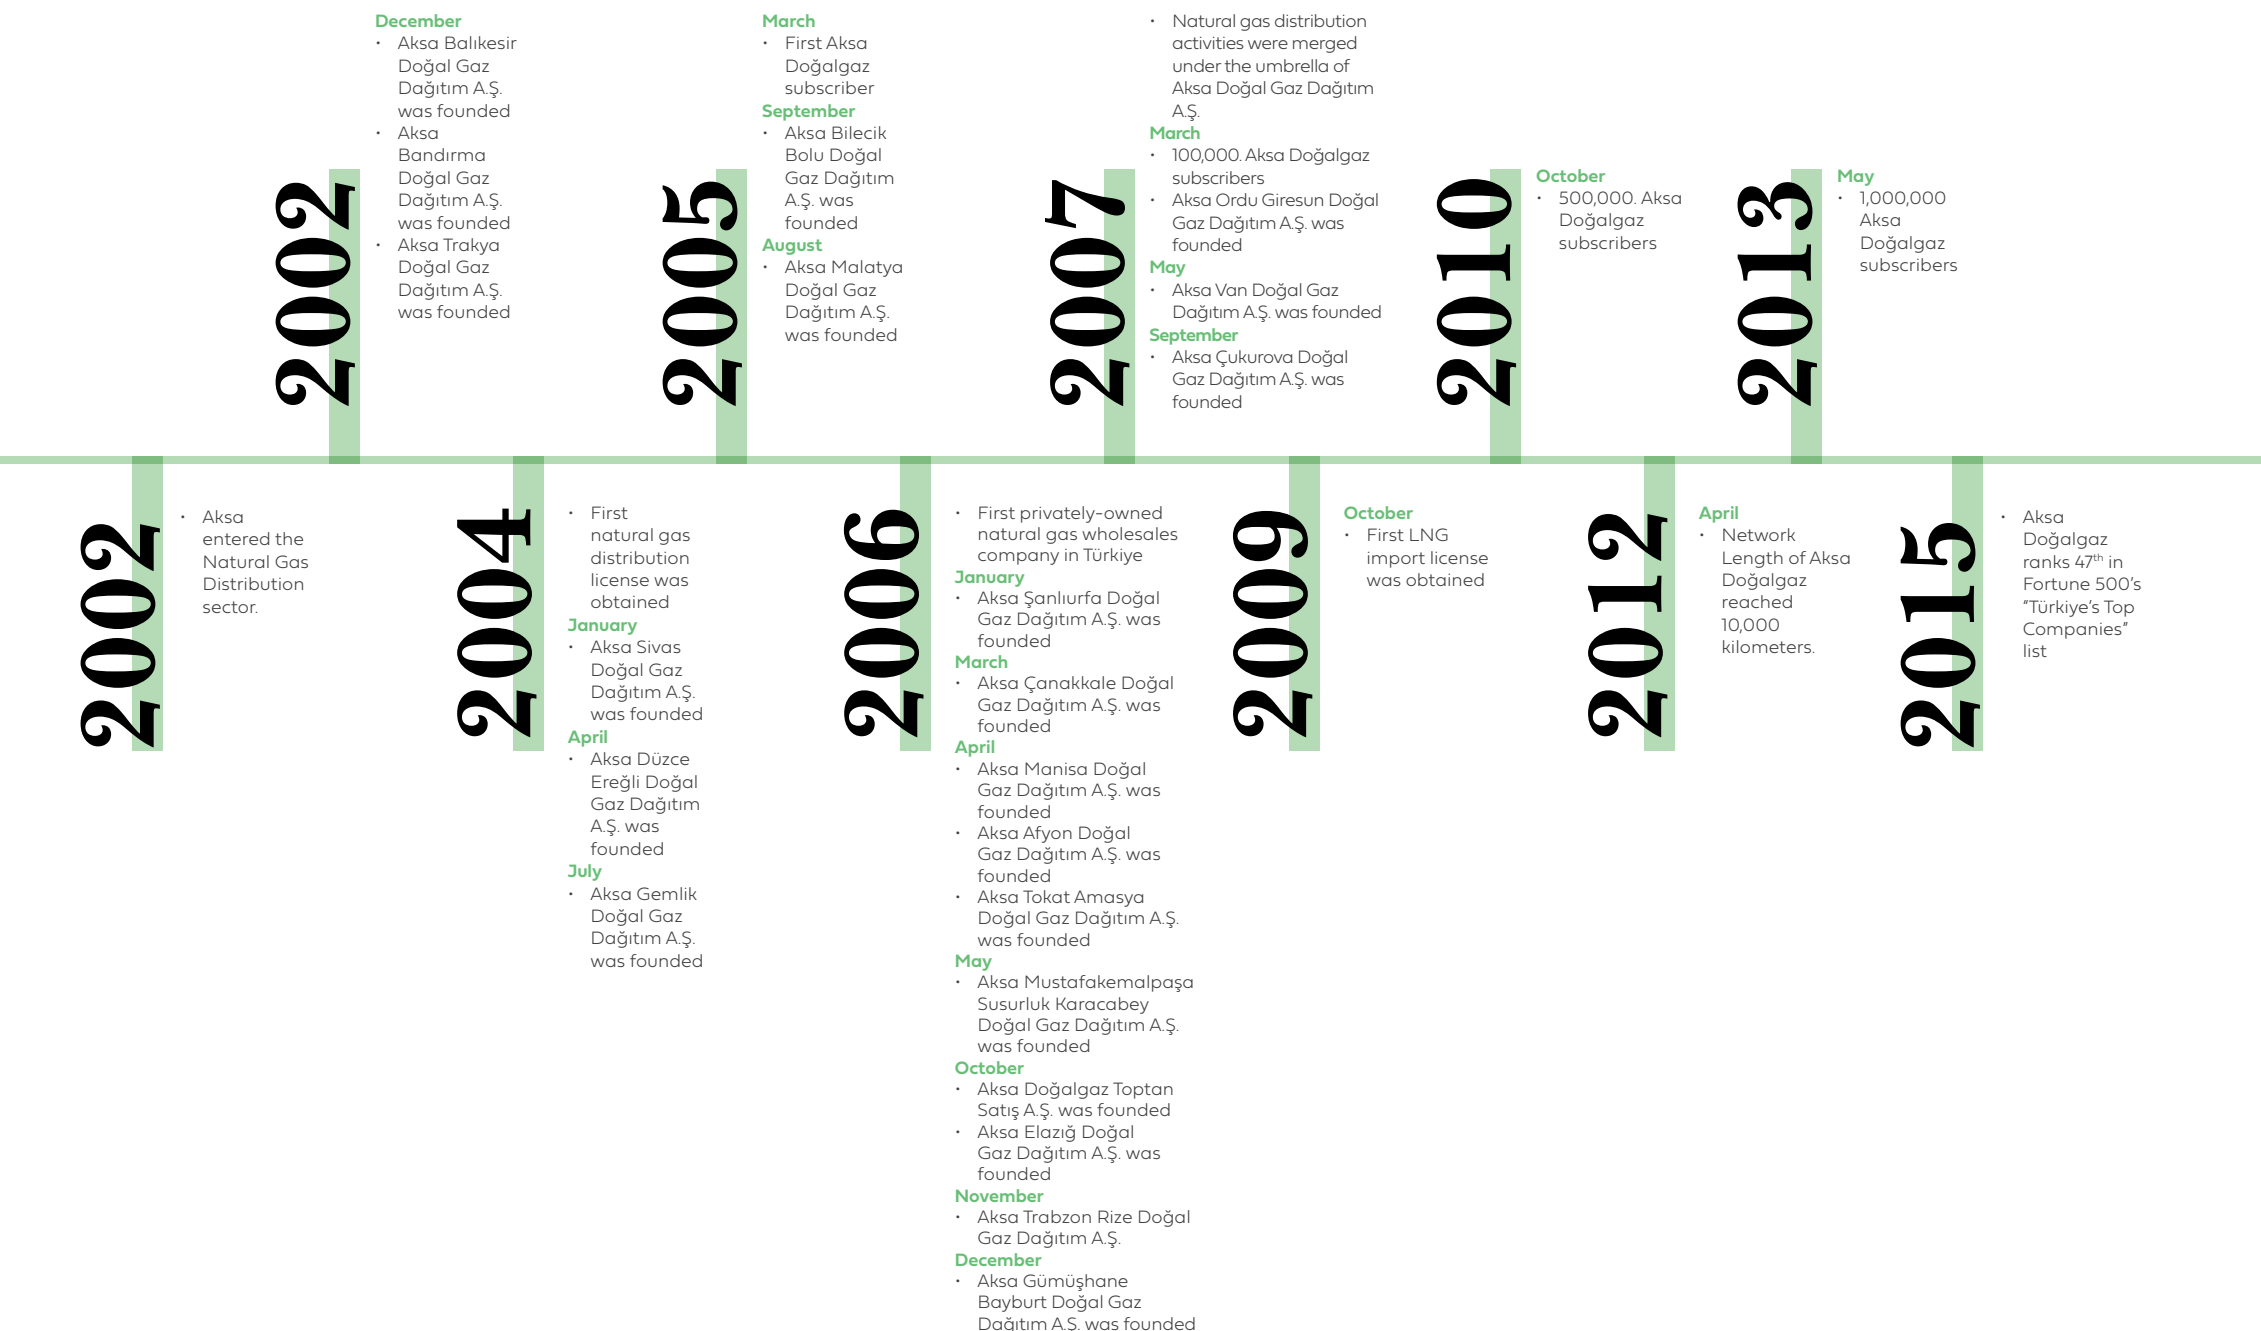 2002
• Aksa
entered the
Natural Gas
Distribution
sector.
2002
December
• Aksa Balıkesir
Doğal Gaz
Dağıtım A.Ş.
was founded
• Aksa
Bandırma
Doğal Gaz
Dağıtım A.Ş.
was founded
• Aksa Trakya
Doğal Gaz
Dağıtım A.Ş.
was founded
2004
• First
natural gas
distribution
license was
obtained
January
• Aksa Sivas
Doğal Gaz
Dağıtım A.Ş.
was founded
April
• Aksa Düzce
Ereğli Doğal
Gaz Dağıtım
A.Ş. was
founded
July
• Aksa Gemlik
Doğal Gaz
Dağıtım A.Ş.
was founded
2005
March
• First Aksa
Doğalgaz
subscriber
September
• Aksa Bilecik
Bolu Doğal
Gaz Dağıtım
A.Ş. was
founded
August
• Aksa Malatya
Doğal Gaz
Dağıtım A.Ş.
was founded
2006
• First privately-owned
natural gas wholesales
company in Türkiye
January
• Aksa Şanlıurfa Doğal
Gaz Dağıtım A.Ş. was
founded
March
• Aksa Çanakkale Doğal
Gaz Dağıtım A.Ş. was
founded
April
• Aksa Manisa Doğal
Gaz Dağıtım A.Ş. was
founded
• Aksa Afyon Doğal
Gaz Dağıtım A.Ş. was
founded
• Aksa Tokat Amasya
Doğal Gaz Dağıtım A.Ş.
was founded
May
• Aksa Mustafakemalpaşa
Susurluk Karacabey
Doğal Gaz Dağıtım A.Ş.
was founded
October
• Aksa Doğalgaz Toptan
Satış A.Ş. was founded
• Aksa Elazığ Doğal
Gaz Dağıtım A.Ş. was
founded
November
• Aksa Trabzon Rize Doğal
Gaz Dağıtım A.Ş.
December
• Aksa Gümüşhane
Bayburt Doğal Gaz
Dağıtım A.Ş. was founded
2007
• Natural gas distribution
activities were merged
under the umbrella of
Aksa Doğal Gaz Dağıtım
A.Ş.
March
• 100,000. Aksa Doğalgaz
subscribers
• Aksa Ordu Giresun Doğal
Gaz Dağıtım A.Ş. was
founded
May
• Aksa Van Doğal Gaz
Dağıtım A.Ş. was founded
September
• Aksa Çukurova Doğal
Gaz Dağıtım A.Ş. was
founded
2009
October
• First LNG
import license
was obtained
2010
October
• 500,000. Aksa
Doğalgaz
subscribers
2012
April
• Network
Length of Aksa
Doğalgaz
reached
10,000
kilometers.
2013
May
• 1,000,000
Aksa
Doğalgaz
subscribers
2015
• Aksa
Doğalgaz
ranks 47th in
Fortune 500's
"Türkiye's Top
Companies"
list